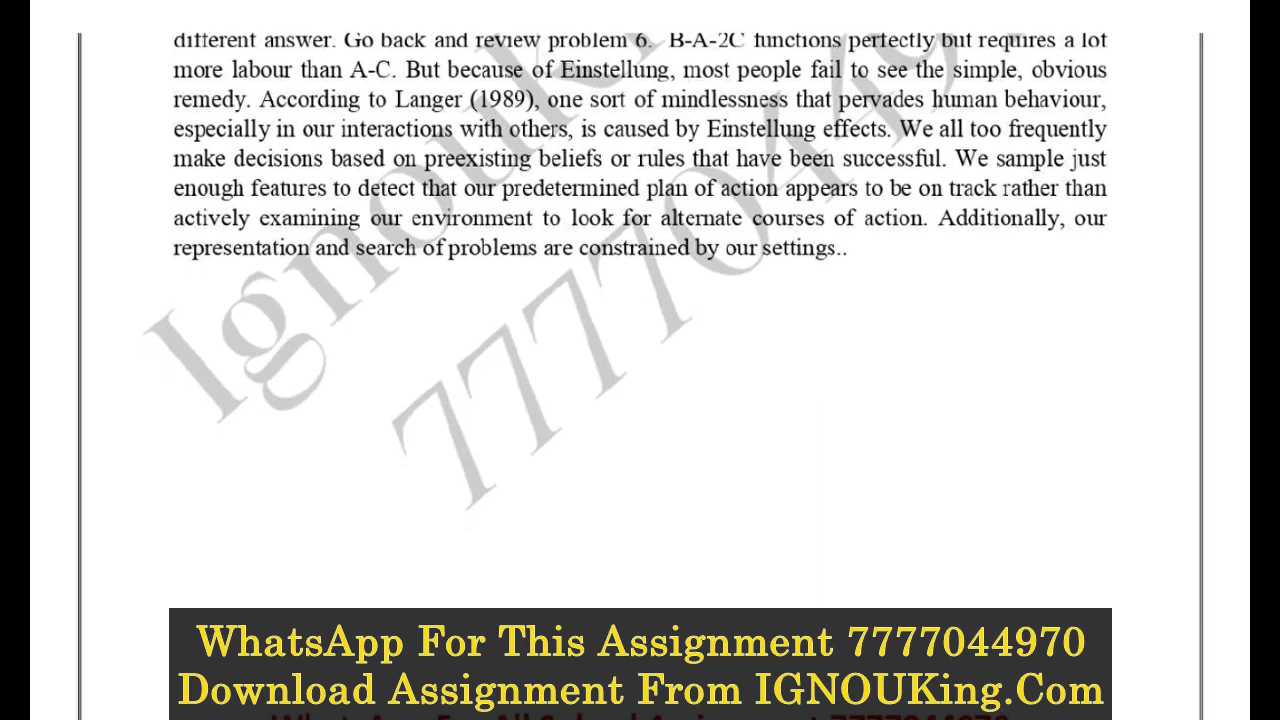 different answer. Go back and review problem 6. B-A-2C functions perfectly but requires a lot
more labour than A-C. But because of Einstellung, most people fail to see the simple, obvious
remedy. According to Langer (1989), one sort of mindlessness that pervades human behaviour,
especially in our interactions with others, is caused by Einstellung effects. We all too frequently
make decisions based on preexisting beliefs or rules that have been successful. We sample just
enough features to detect that our predetermined plan of action appears to be on track rather than
actively examining our environment to look for alternate courses of action. Additionally, our
representation and search of problems are constrained by our settings..
WhatsApp For This Assignment 7777044970
Download Assignment From IGNOUKing.Com